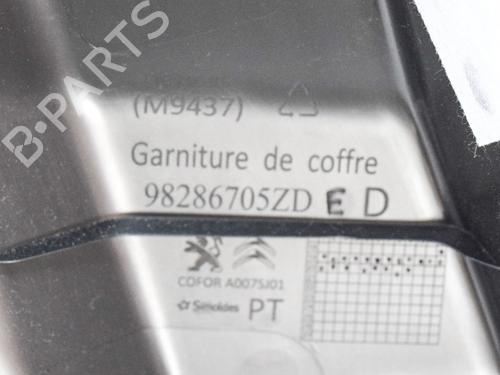 B-PARTS
(M9437)
Garniture de coffre
98286705ZD E D
COFOR A007SJ01
Simoldes PT